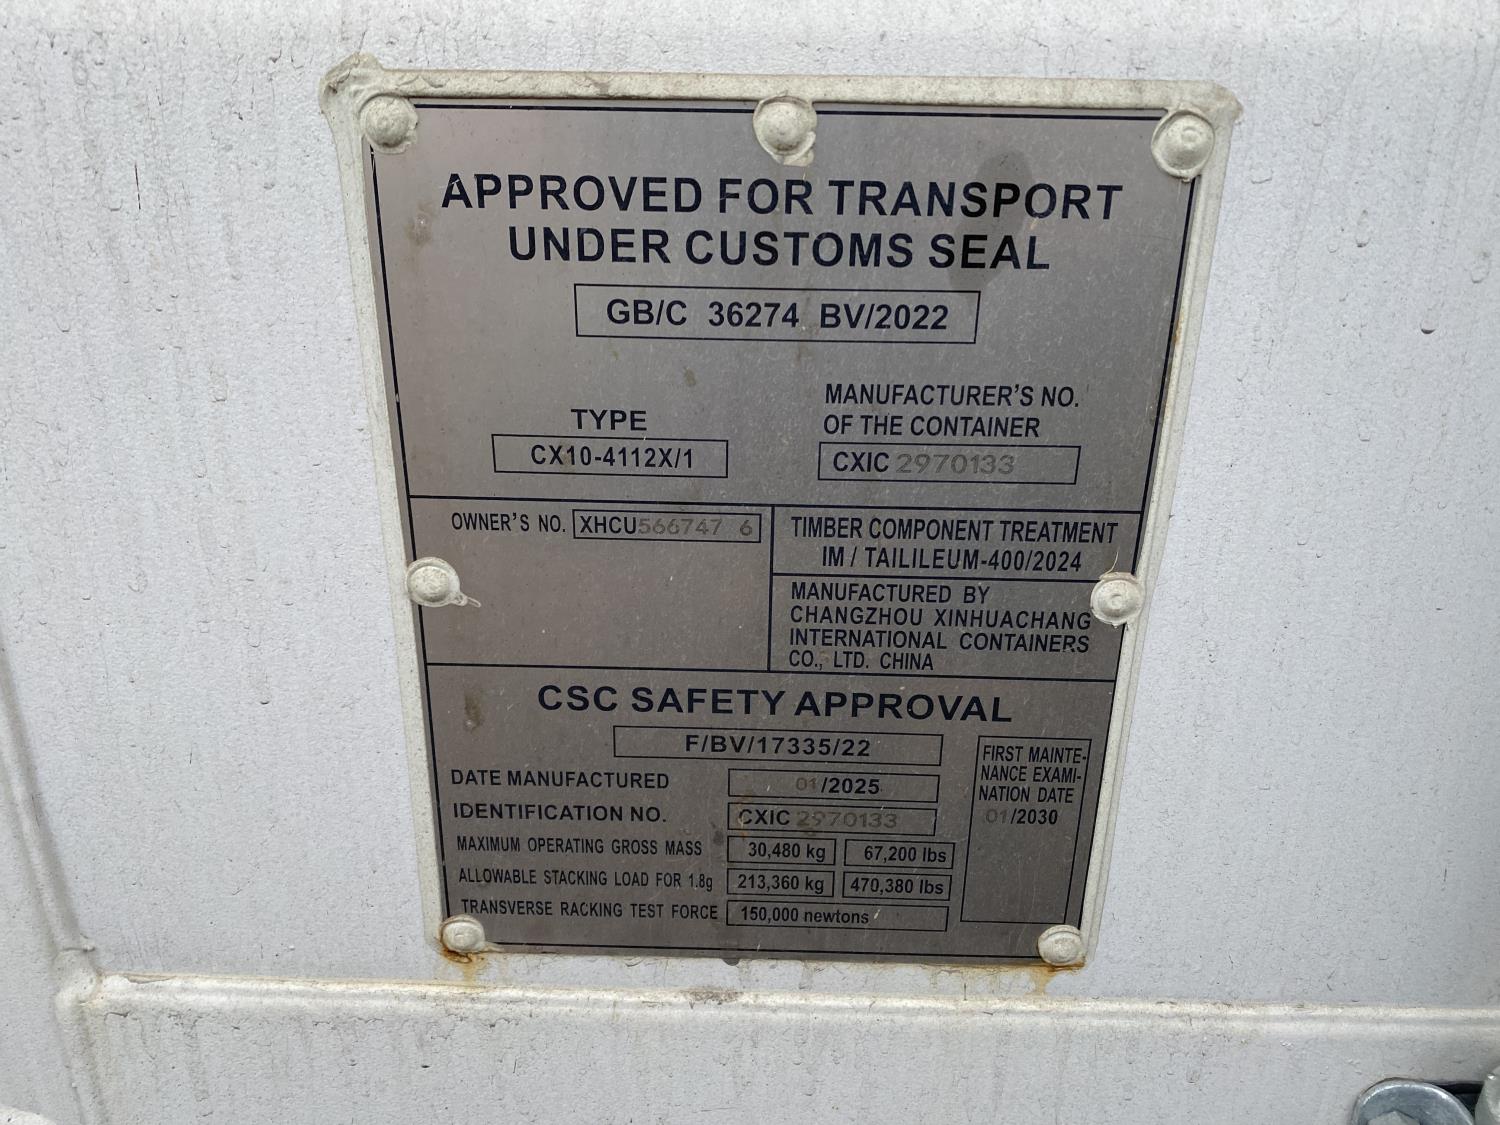 APPROVED FOR TRANSPORT
UNDER CUSTOMS SEAL
GB/C 36274 BV/2022
TYPE
CX10-4112X/1
MANUFACTURER'S NO.
OF THE CONTAINER
CXIC 2970133
OWNER'S NO. XHCU 566747 6
TIMBER COMPONENT TREATMENT
IM / TAILILEUM-400/2024
MANUFACTURED BY
CHANGZHOU XINHUACHANG
INTERNATIONAL CONTAINERS
CO., LTD. CHINA
CSC SAFETY APPROVAL
F/BV/17335/22
DATE MANUFACTURED 01/2025
IDENTIFICATION NO. CXIC 2970133
MAXIMUM OPERATING GROSS MASS 30,480 kg 67,200 lbs
ALLOWABLE STACKING LOAD FOR 1.8g 213,360 kg 470,380 lbs
TRANSVERSE RACKING TEST FORCE 150,000 newtons
FIRST MAINTE-
NANCE EXAMI-
NATION DATE
01/2030